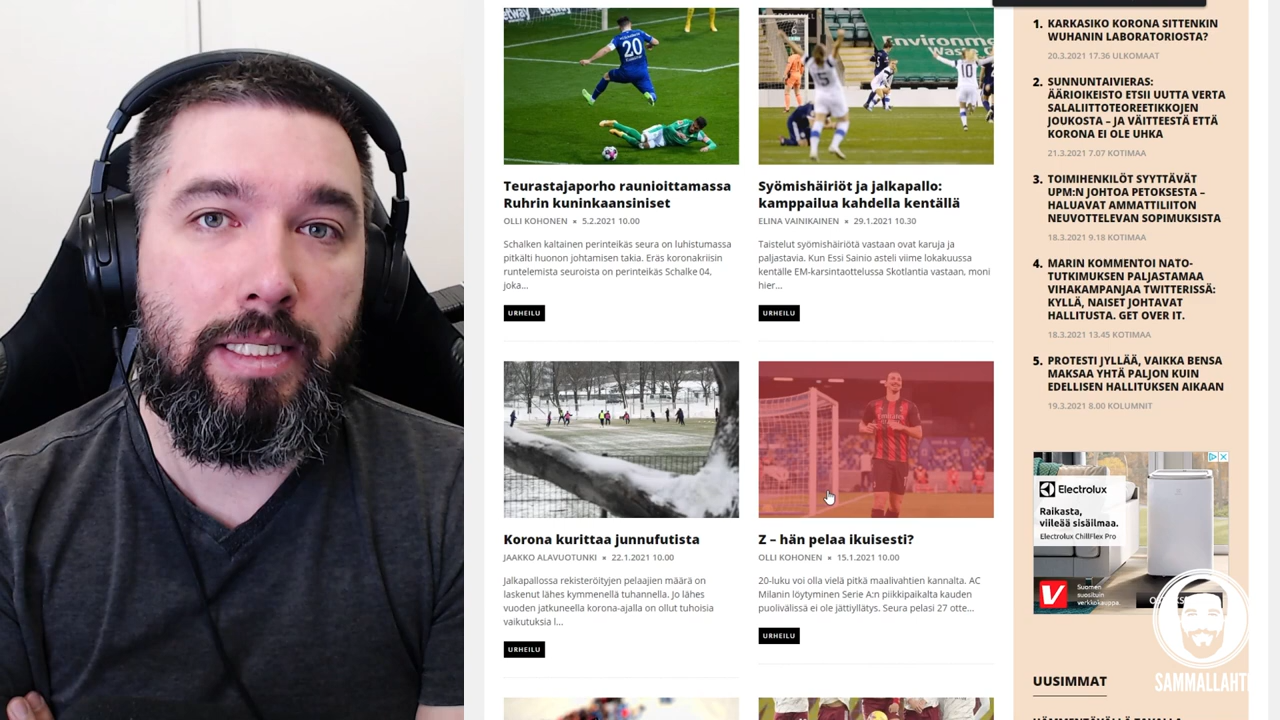 20
Environme
Waste
6
5
10
Teurastajaporho raunioittamassa
Ruhrin kuninkaansiniset
OLLI KOHONEN ▪ 5.2.2021 10.00
Schalken kaltainen perinteikäs seura on luhistumassa
pitkälti huonon johtamisen takia. Eräs koronakriisin
runtelemista seuroista on perinteikäs Schalke 04,
joka...
URHEILU
Syömishäiriöt ja jalkapallo:
kamppailua kahdella kentällä
ELINA VAINIKAINEN ▪ 29.1.2021 10.30
Taistelut syömishäiriötä vastaan ovat karuja ja
paljastavia. Kun Essi Sainio asteli viime lokakuussa
kentälle EM-karsintaottelussa Skotlantia vastaan, moni
hier...
URHEILU
Korona kurittaa junnufutista
JAAKKO ALAVUOTUNKI ▪ 22.1.2021 10.00
Jalkapallossa rekisteröityjen pelaajien määrä on
laskenut lähes kymmenellä tuhannella. Jo lähes
vuoden jatkuneella korona-ajalla on ollut tuhoisia
vaikutuksia l...
URHEILU
Z – hän pelaa ikuisesti?
OLLI KOHONEN ▪ 15.1.2021 10.00
20-luku voi olla vielä pitkä maalivahtien kannalta. AC
Milanin löytyminen Serie A:n piikkipaikalta kauden
puolivälissä ei ole jättiyllätys. Seura pelasi 27 otte...
URHEILU
1. KARKASIKO KORONA SITTENKIN
WUHANIN LABORATORIOSTA?
20.3.2021 17.36 ULKOMAAT
2. SUNNUNTAIVIERAS:
ÄÄRIOIKEISTO ETSII UUTTA VERTA
SALALIITTOTEOREETIKKOJEN
JOUKOSTA – JA VÄITTEESTÄ ETTÄ
KORONA EI OLE UHKA
21.3.2021 7.07 KOTIMAA
3. TOIMIHENKILÖT SYYTTÄVÄT
UPM:N JOHTOA PETOKSESTA –
HALUAVAT AMMATTILIITON
NEUVOTTELEVAN SOPIMUKSISTA
18.3.2021 9.18 KOTIMAA
4. MARIN KOMMENTOI NATO-
TUTKIMUKSEN PALJASTAMAA
VIHAKAMPANJAA TWITTERISSÄ:
KYLLÄ, NAISET JOHTAVAT
HALLITUSTA. GET OVER IT.
18.3.2021 13.45 KOTIMAA
5. PROTESTI JYLLÄÄ, VAIKKA BENSA
MAKSAA YHTÄ PALJON KUIN
EDELLISEN HALLITUKSEN AIKAAN
19.3.2021 8.00 KOLUMNIT
Electrolux
Raikasta,
viileää sisäilmaa.
Electrolux ChillFlex Pro
V
Suomen
suosituin
verkkokauppa.
SAMMALLAHTI
UUSIMMAT